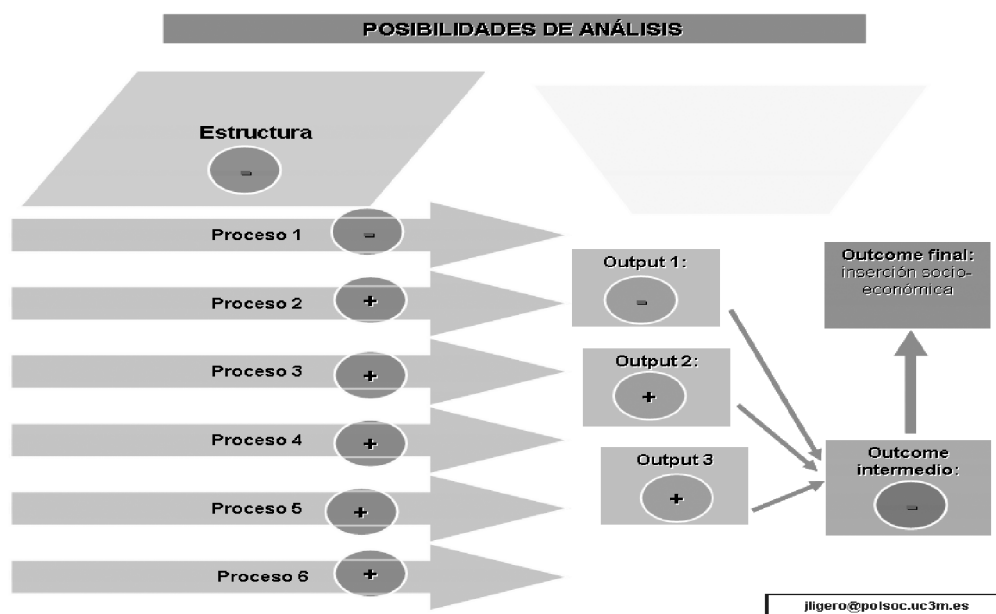 POSIBILIDADES DE ANÁLISIS
Estructura
-
Proceso 1
-
Proceso 2
+
Proceso 3
+
Proceso 4
+
Proceso 5
+
Proceso 6
+
Output 1:
-
Output 2:
+
Output 3
+
Outcome final:
inserción socio-
económica
Outcome
intermedio:
-
jligero@polsoc.uc3m.es